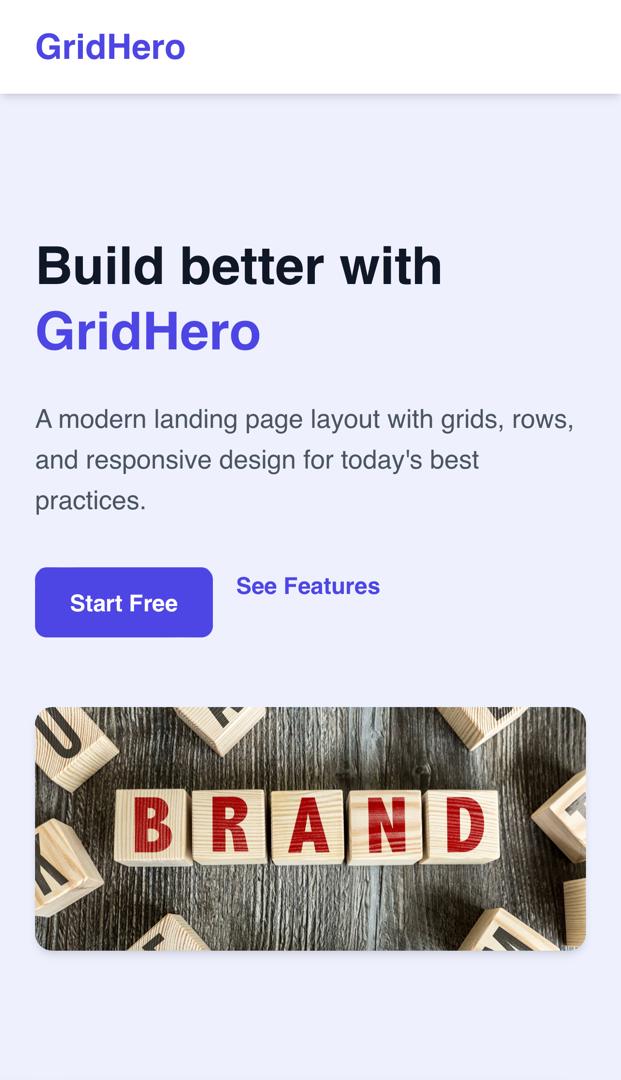 GridHero
Build better with
GridHero
A modern landing page layout with grids, rows,
and responsive design for today's best
practices.
Start Free
See Features
BRAND